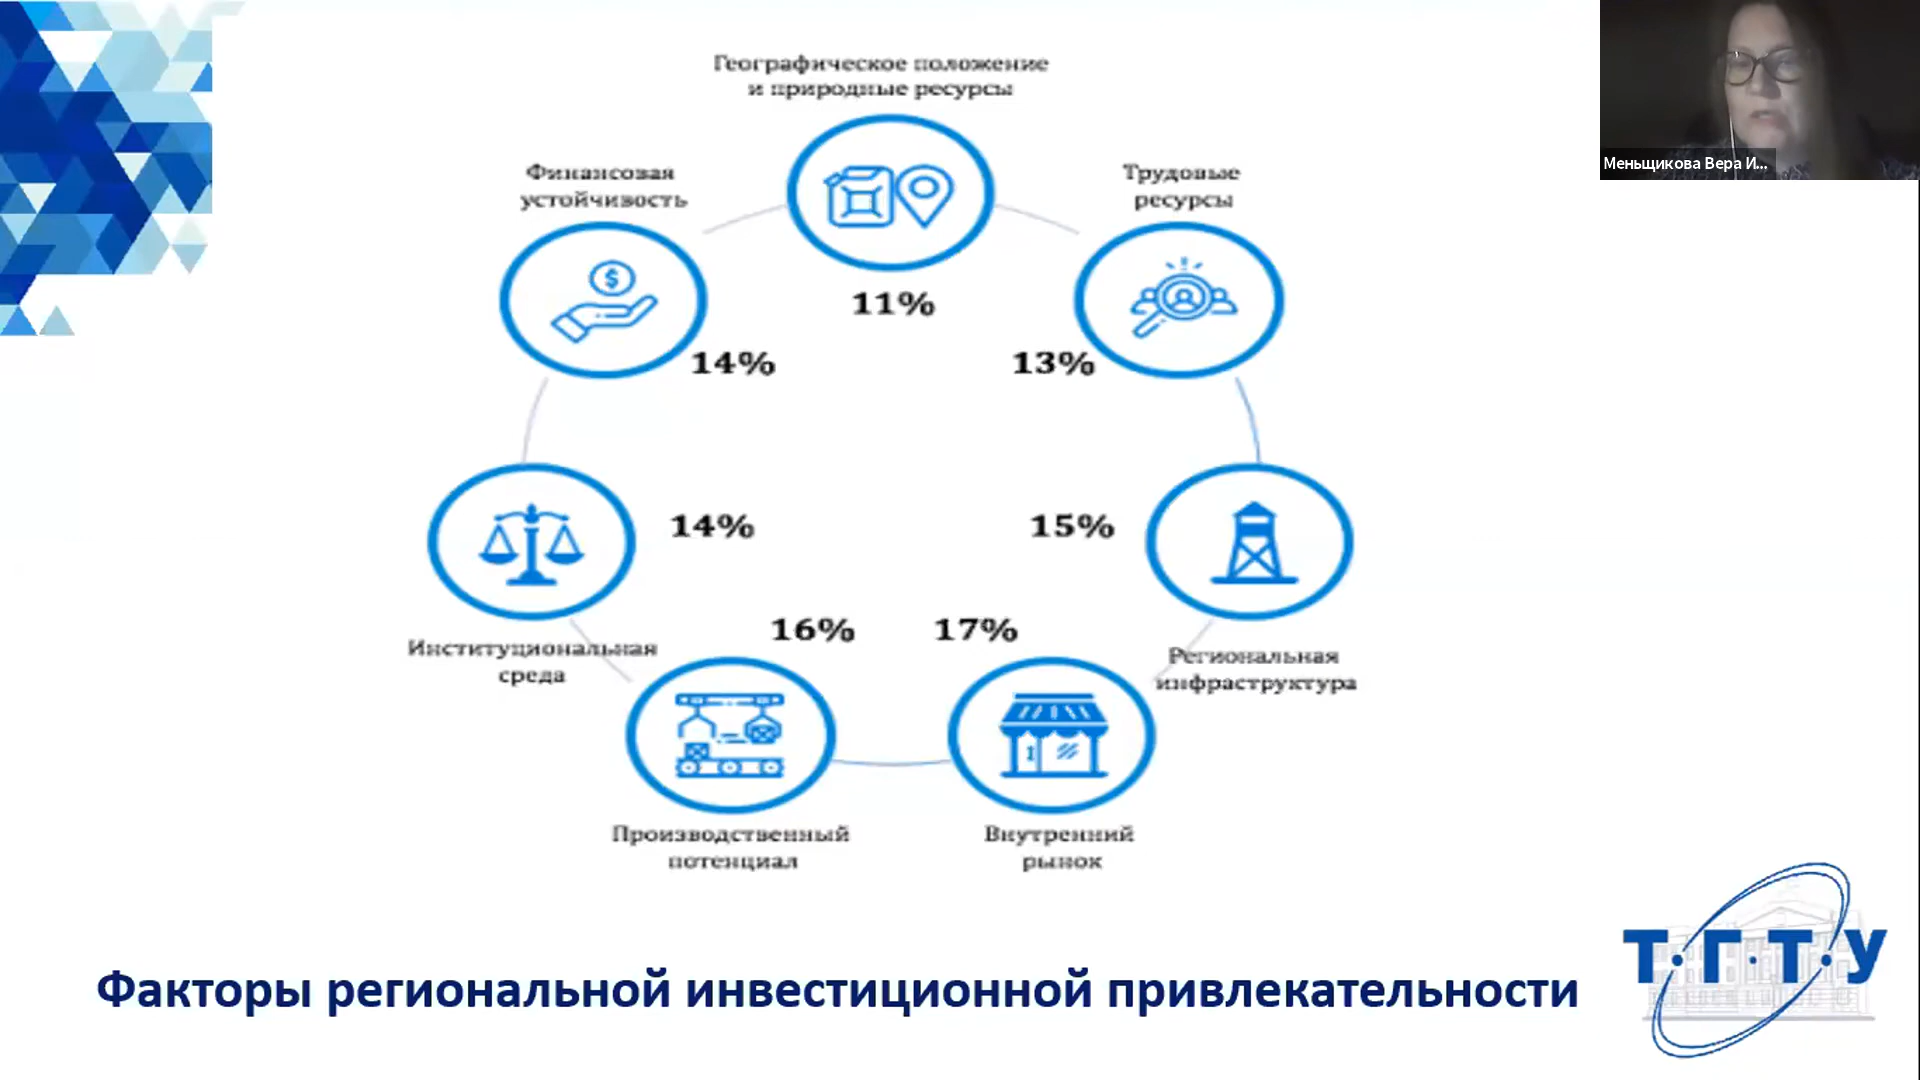 Географическое положение
и природные ресурсы
Финансовая
устойчивость
Трудовые
ресурсы
Меньщикова Вера И...
$
11%
14%
13%
14%
15%
16%
17%
Институциональная
среда
Региональная
инфраструктура
Производственный
потенциал
Внутренний
рынок
Т·Г·Т·У
Факторы региональной инвестиционной привлекательности